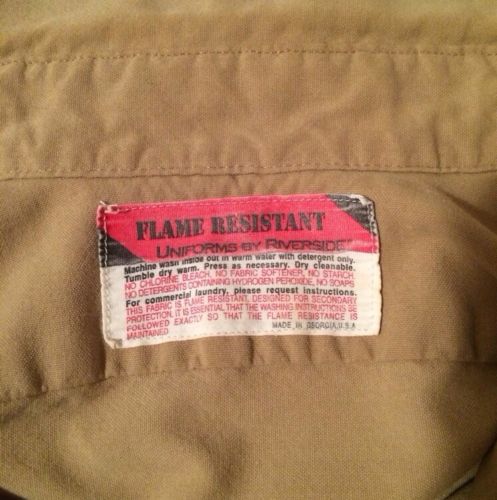 FLAME RESISTANT
UNIFORMS BY RIVERSIDE
Machine wash inside out in warm water with detergent only.
Tumble dry warm. Press as necessary. Dry cleanable.
NO CHLORINE BLEACH, NO FABRIC SOFTENER, NO STARCH,
NO DETERGENTS CONTAINING HYDROGEN PEROXIDE, NO SOAPS
For commercial laundry, please request instructions.
THIS FABRIC IS FLAME RESISTANT, DESIGNED FOR SECONDARY
PROTECTION, IT IS ESSENTIAL THAT THE WASHING INSTRUCTIONS BE
FOLLOWED EXACTLY SO THAT THE FLAME RESISTANCE IS
MAINTAINED MADE IN GEORGIA, U.S.A